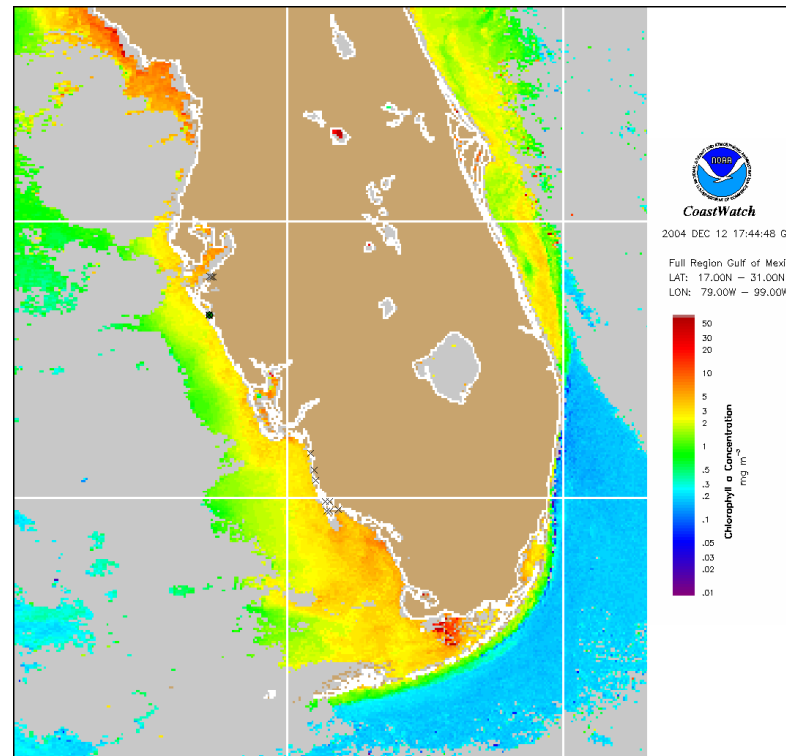 NOAA
CoastWatch
2004 DEC 12 17:44:48 G
Full Region Gulf of Mexi
LAT: 17.00N – 31.00N
LON: 79.00W – 99.00W
50
30
20
10
5
3
2
1
.5
.3
.2
.1
.05
.03
.02
.01
Chlorophyll a Concentration
mg m-3